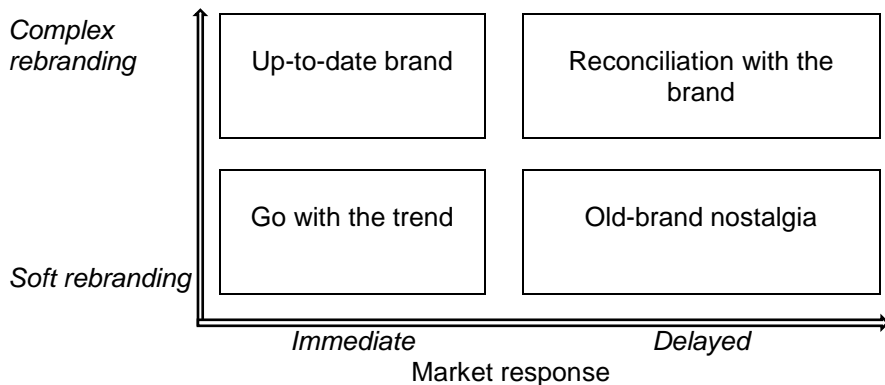 Complex
rebranding
Up-to-date brand
Reconciliation with the
brand
Go with the trend
Old-brand nostalgia
Soft rebranding
Immediate
Delayed
Market response